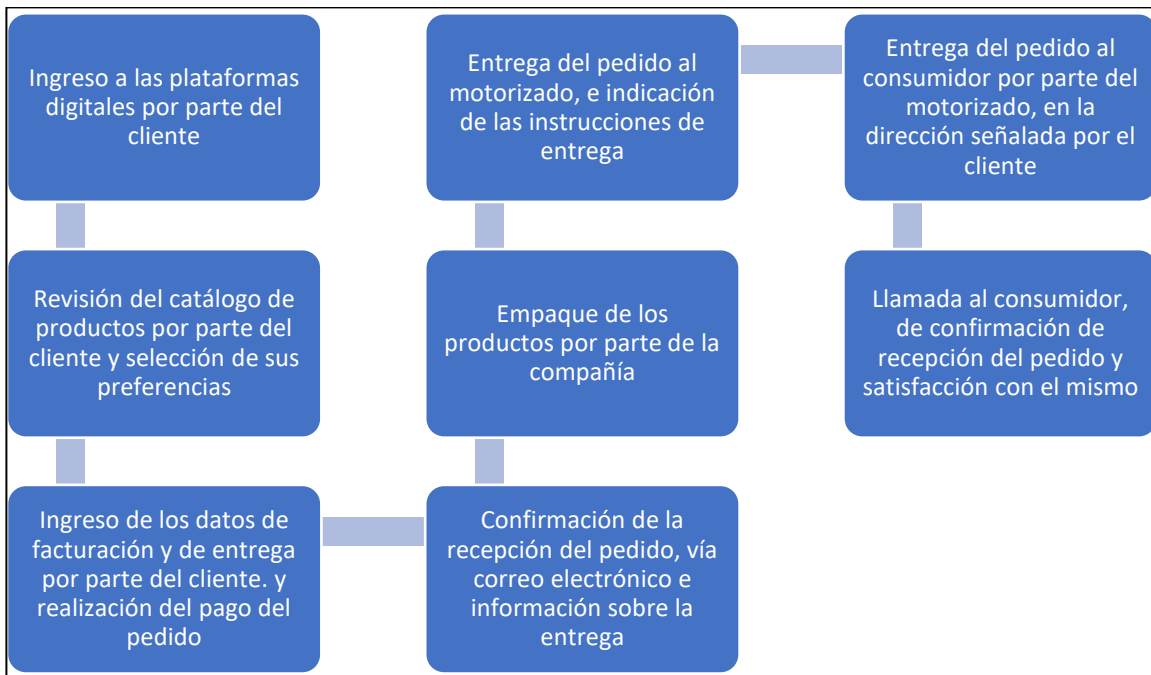 Ingreso a las plataformas
digitales por parte del
cliente
Revisión del catálogo de
productos por parte del
cliente y selección de sus
preferencias
Ingreso de los datos de
facturación y de entrega
por parte del cliente. y
realización del pago del
pedido
Confirmación de la
recepción del pedido, vía
correo electrónico e
información sobre la
entrega
Empaque de los
productos por parte de la
compañía
Entrega del pedido al
motorizado, e indicación
de las instrucciones de
entrega
Entrega del pedido al
consumidor por parte del
motorizado, en la
dirección señalada por el
cliente
Llamada al consumidor,
de confirmación de
recepción del pedido y
satisfacción con el mismo